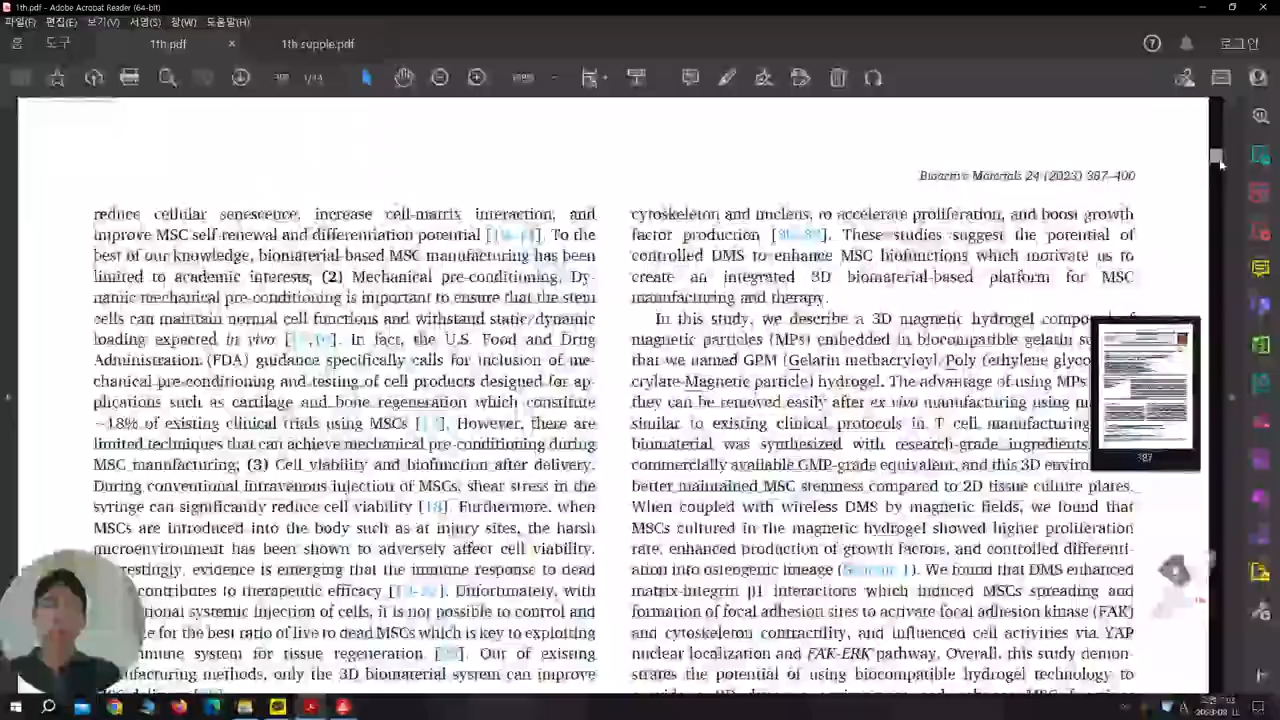 1th.pdf - Adobe Acrobat Reader (64-bit)
파일(F) 편집(E) 보기(V) 서명(S) 창(W) 도움말(H)
홈 도구 1th.pdf × 1th supple.pdf 로그인
1/14
Bioactive Materials 24 (2023) 387–400
reduce cellular senescence, increase cell-matrix interaction, and
improve MSC self-renewal and differentiation potential [ ]. To the
best of our knowledge, biomaterial-based MSC manufacturing has been
limited to academic interests; (2) Mechanical pre-conditioning. Dy-
namic mechanical pre-conditioning is important to ensure that the stem
cells can maintain normal cell functions and withstand static/dynamic
loading expected in vivo [ ]. In fact, the U.S. Food and Drug
Administration (FDA) guidance specifically calls for inclusion of me-
chanical pre-conditioning and testing of cell products designed for ap-
plications such as cartilage and bone regeneration which constitute
~18% of existing clinical trials using MSCs [ ]. However, there are
limited techniques that can achieve mechanical pre-conditioning during
MSC manufacturing; (3) Cell viability and biofunction after delivery.
During conventional intravenous injection of MSCs, shear stress in the
syringe can significantly reduce cell viability [18]. Furthermore, when
MSCs are introduced into the body such as at injury sites, the harsh
microenvironment has been shown to adversely affect cell viability.
estingly, evidence is emerging that the immune response to dead
contributes to therapeutic efficacy [ ]. Unfortunately, with
ional systemic injection of cells, it is not possible to control and
e for the best ratio of live to dead MSCs which is key to exploiting
mmune system for tissue regeneration [ ]. Out of existing
facturing methods, only the 3D biomaterial system can improve
cytoskeleton and nucleus, to accelerate proliferation, and boost growth
factor production [ ]. These studies suggest the potential of
controlled DMS to enhance MSC biofunctions which motivate us to
create an integrated 3D biomaterial-based platform for MSC
manufacturing and therapy.
In this study, we describe a 3D magnetic hydrogel compo
magnetic particles (MPs) embedded in biocompatible gelatin s
that we named GPM (Gelatin methacryloyl Poly (ethylene glyco
crylate-Magnetic particle) hydrogel. The advantage of using MPs
they can be removed easily after ex vivo manufacturing using m
similar to existing clinical protocols in T cell manufacturing
biomaterial was synthesized with research-grade ingredients
commercially available GMP-grade equivalent, and this 3D enviro
better maintained MSC stemness compared to 2D tissue culture plates.
When coupled with wireless DMS by magnetic fields, we found that
MSCs cultured in the magnetic hydrogel showed higher proliferation
rate, enhanced production of growth factors, and controlled differenti-
ation into osteogenic lineage ( ). We found that DMS enhanced
matrix-integrin β1 interactions which induced MSCs spreading and
formation of focal adhesion sites to activate focal adhesion kinase (FAK)
and cytoskeleton contractility, and influenced cell activities via YAP
nuclear localization and FAK-ERK pathway. Overall, this study demon-
strates the potential of using biocompatible hydrogel technology to
387